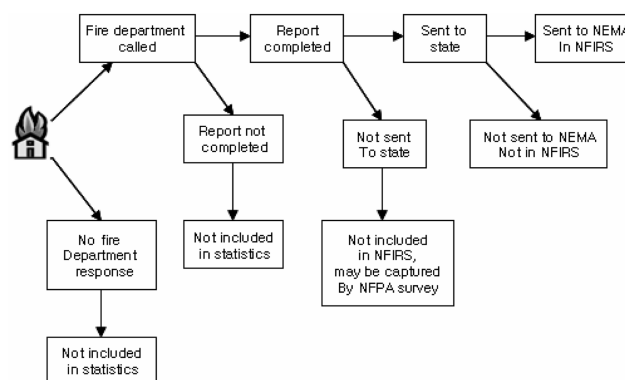 Fire department
called
Report
completed
Sent to
state
Sent to NEMA
In NFIRS
Report not
completed
Not sent
To state
Not sent to NEMA
Not in NFIRS
No fire
Department
response
Not included
in statistics
Not included
in NFIRS,
may be captured
By NFPA survey
Not included
in statistics